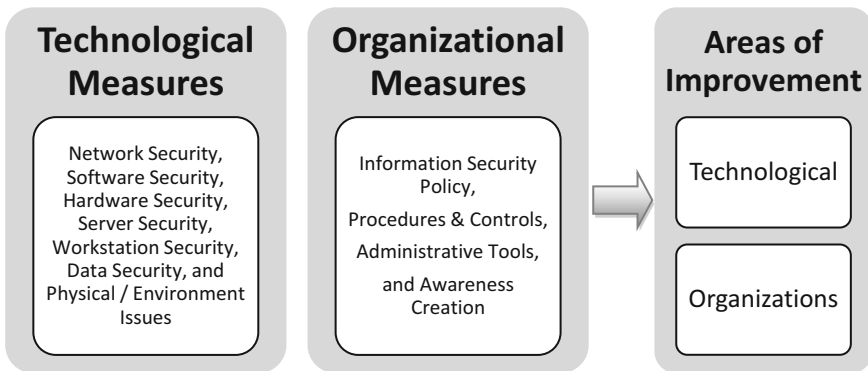 Technological
Measures
Network Security,
Software Security,
Hardware Security,
Server Security,
Workstation Security,
Data Security, and
Physical / Environment
Issues
Organizational
Measures
Information Security
Policy,
Procedures & Controls,
Administrative Tools,
and Awareness
Creation
Areas of
Improvement
Technological
Organizations